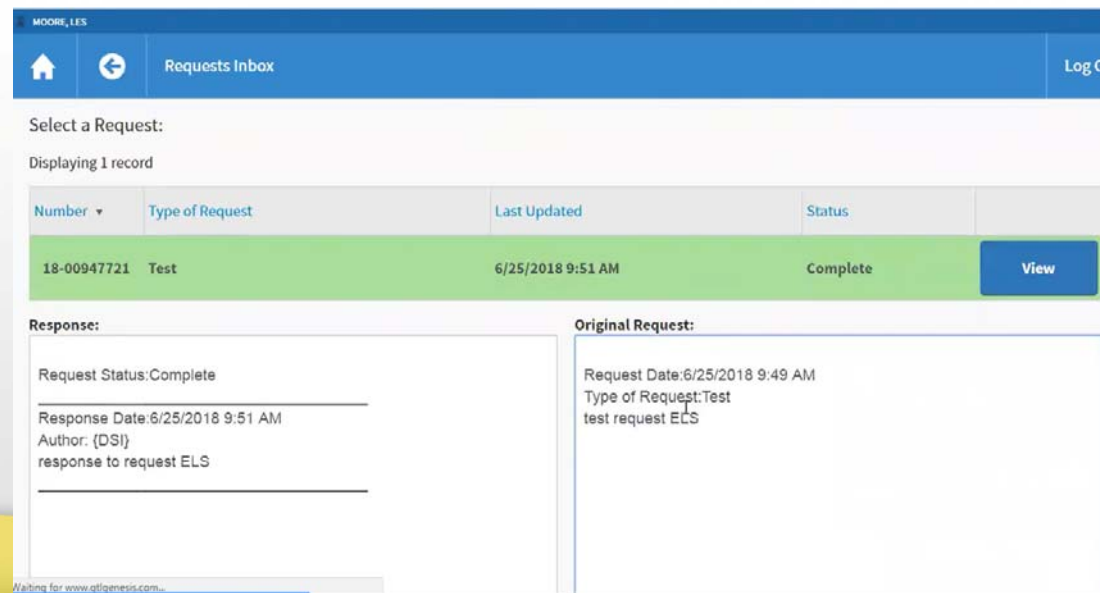 MOORE, LES
Requests Inbox
Log
Select a Request:
Displaying 1 record
Number Type of Request Last Updated Status
18-00947721 Test 6/25/2018 9:51 AM Complete View
Response: Original Request:
Request Status:Complete
Response Date:6/25/2018 9:51 AM
Author: {DSI}
response to request ELS
Request Date:6/25/2018 9:49 AM
Type of Request:Test
test request ELS
Waiting for www.gtlgenesis.com...